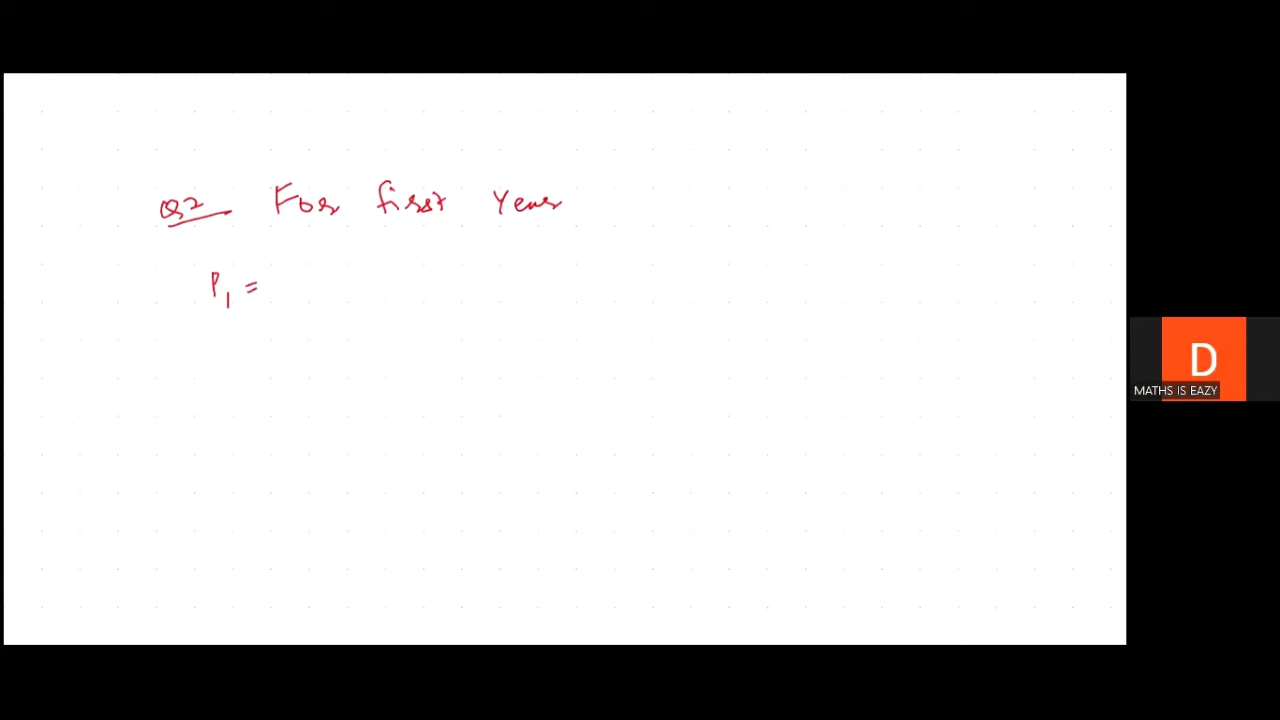 Q2 For first Year
P1 =
D
MATHS IS EAZY